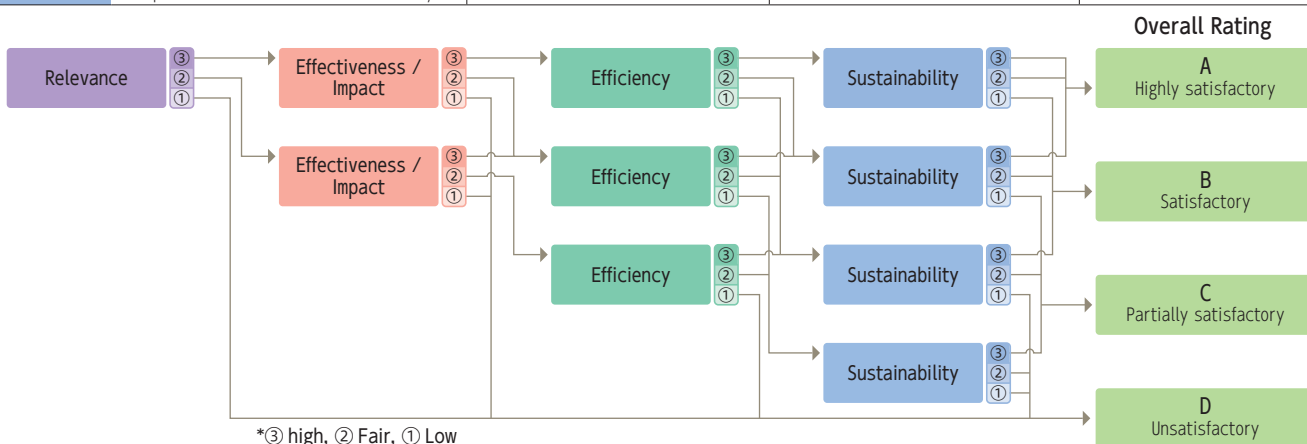 Overall Rating
Relevance
③
②
①
Effectiveness /
Impact
③
②
①
Efficiency
③
②
①
Sustainability
③
②
①
A
Highly satisfactory
Effectiveness /
Impact
③
②
①
Efficiency
③
②
①
Sustainability
③
②
①
B
Satisfactory
Efficiency
③
②
①
Sustainability
③
②
①
C
Partially satisfactory
Sustainability
③
②
①
D
Unsatisfactory
*③ high, ② Fair, ① Low